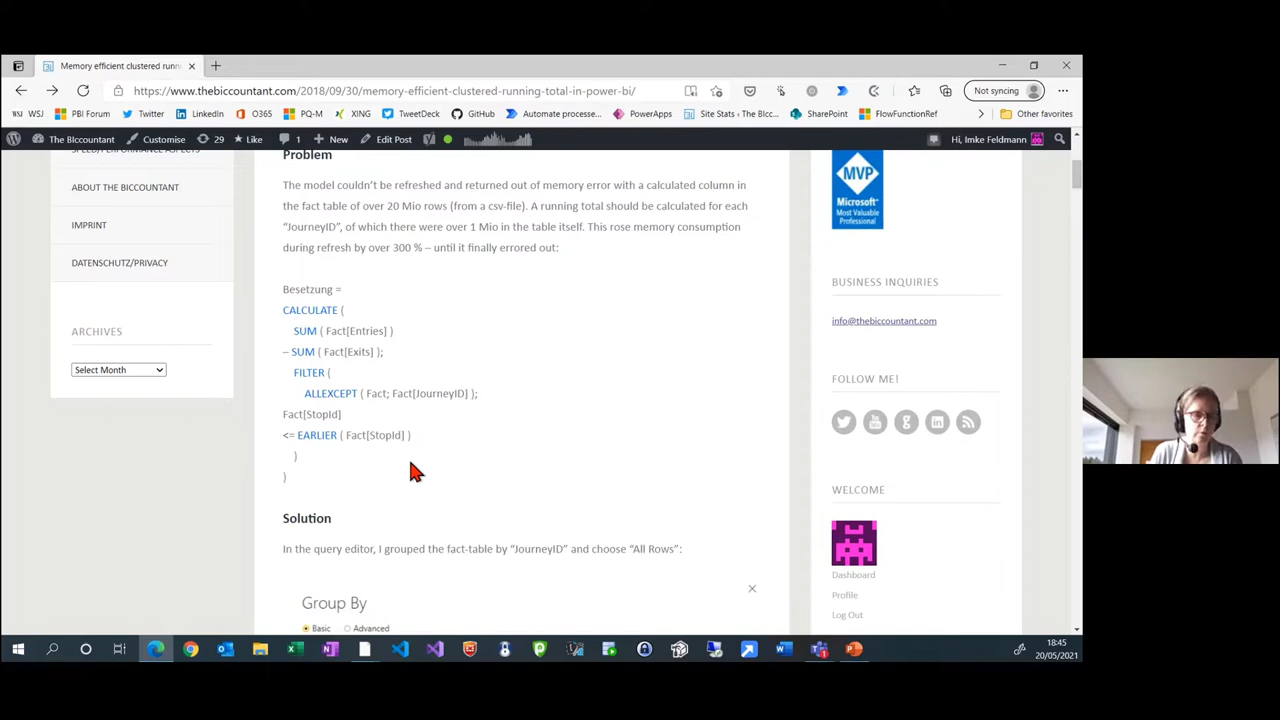 Memory efficient clustered runn
Not syncing
https://www.thebiccountant.com/2018/09/30/memory-efficient-clustered-running-total-in-power-bi/
WSJ
PBI Forum
Twitter
LinkedIn
O365
PQ-M
XING
TweetDeck
GitHub
Automate processe...
PowerApps
Site Stats ‹ The BIcc...
SharePoint
FlowFunctionRef
Other favorites
The BIccountant
Customise
29
Like
1
New
Edit Post
Hi, Imke Feldmann
SPEED/PERFORMANCE ASPECTS
ABOUT THE BICCOUNTANT
IMPRINT
DATENSCHUTZ/PRIVACY
ARCHIVES
Select Month
Problem
The model couldn't be refreshed and returned out of memory error with a calculated column in
the fact table of over 20 Mio rows (from a csv-file). A running total should be calculated for each
"JourneyID", of which there were over 1 Mio in the table itself. This rose memory consumption
during refresh by over 300 % – until it finally errored out:
Besetzung =
CALCULATE (
SUM ( Fact[Entries] )
– SUM ( Fact[Exits] );
FILTER (
ALLEXCEPT ( Fact; Fact[JourneyID] );
Fact[StopId]
<= EARLIER ( Fact[StopId] )
)
)
Solution
In the query editor, I grouped the fact-table by "JourneyID" and choose "All Rows":
Group By
Basic
Advanced
MVP
Microsoft
Most Valuable
Professional
BUSINESS INQUIRIES
info@thebiccountant.com
FOLLOW ME!
WELCOME
Dashboard
Profile
Log Out
18:45
20/05/2021